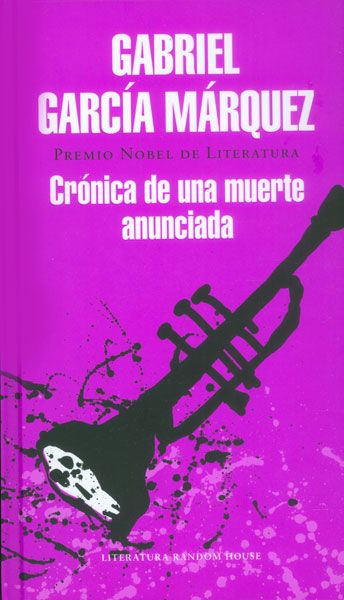 GABRIEL
GARCÍA MÁRQUEZ
PREMIO NOBEL DE LITERATURA
Crónica de una muerte
anunciada
LITERATURA RANDOM HOUSE